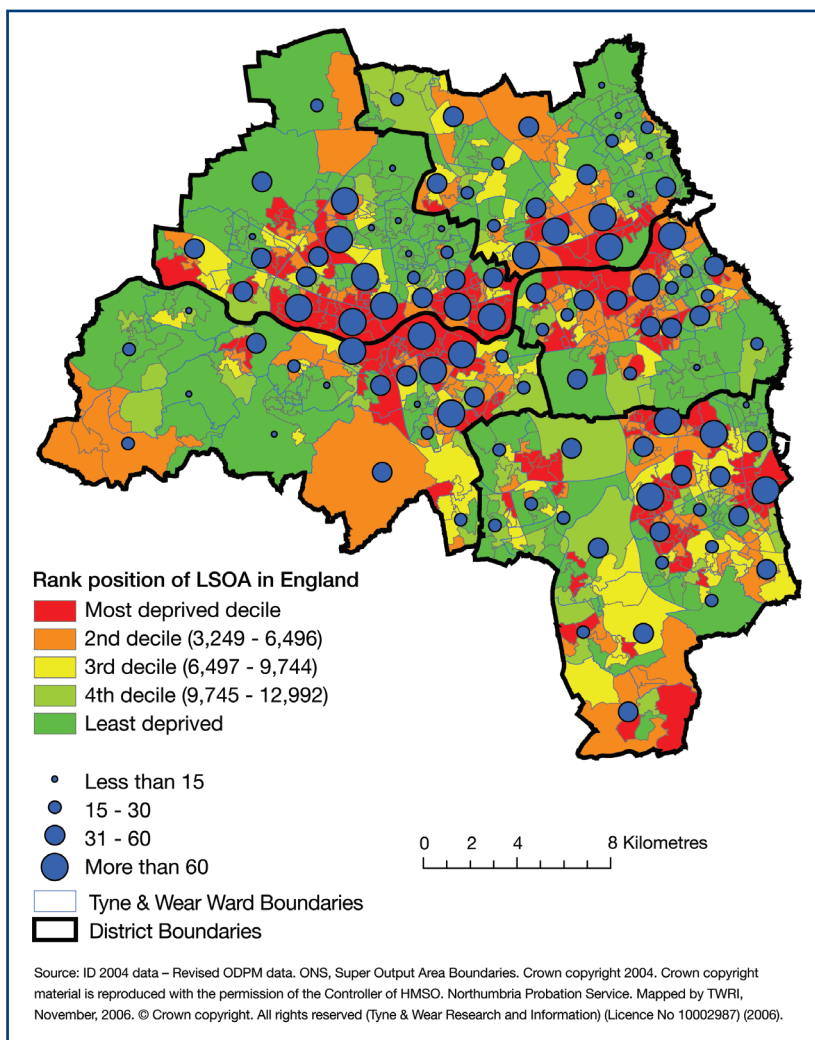 Rank position of LSOA in England
Most deprived decile
2nd decile (3,249 - 6,496)
3rd decile (6,497 - 9,744)
4th decile (9,745 - 12,992)
Least deprived
Less than 15
15 - 30
31 - 60
More than 60
0 2 4 8 Kilometres
Tyne & Wear Ward Boundaries
District Boundaries
Source: ID 2004 data – Revised ODPM data. ONS, Super Output Area Boundaries. Crown copyright 2004. Crown copyright
material is reproduced with the permission of the Controller of HMSO. Northumbria Probation Service. Mapped by TWRI,
November, 2006. © Crown copyright. All rights reserved (Tyne & Wear Research and Information) (Licence No 10002987) (2006).